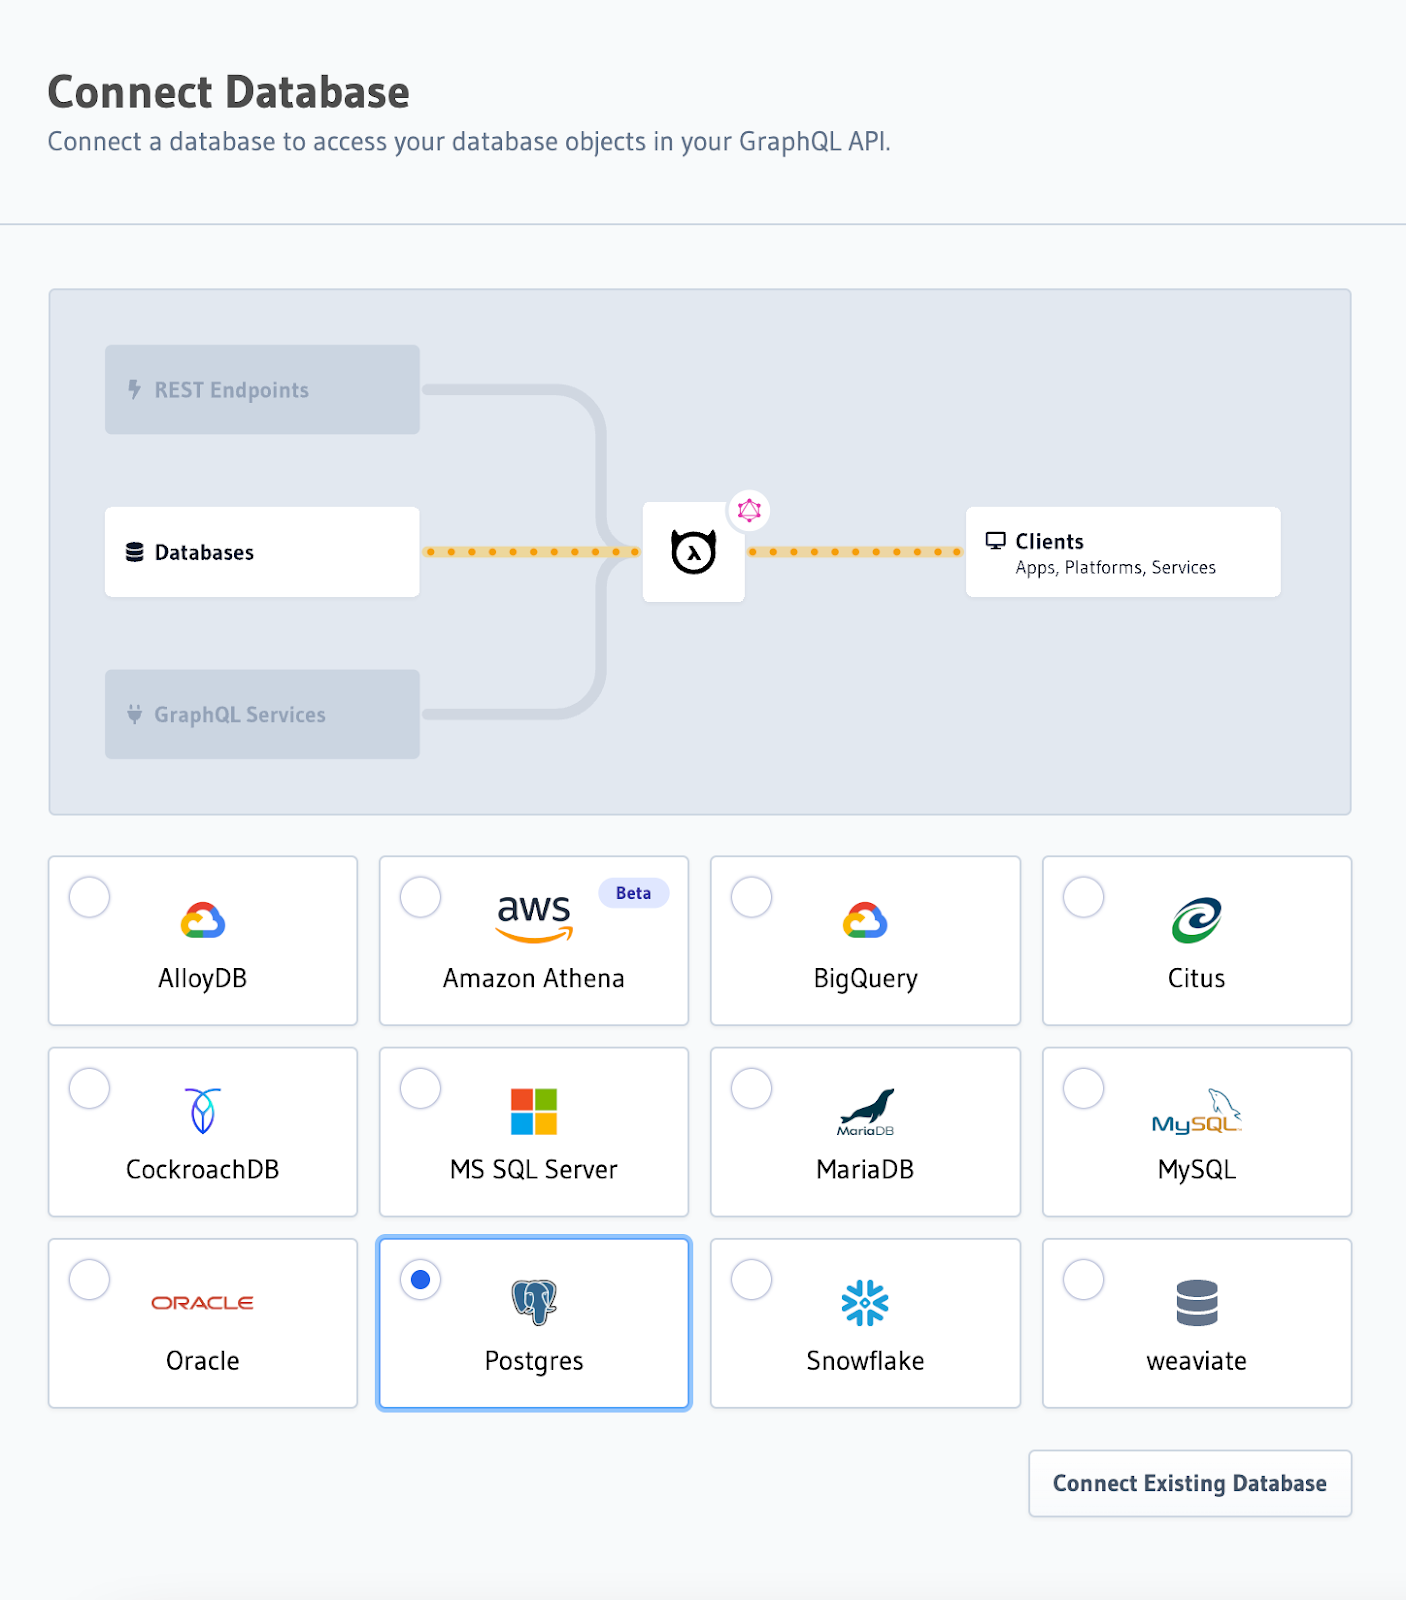 Connect Database
Connect a database to access your database objects in your GraphQL API.
REST Endpoints
Databases
λ
Clients
Apps, Platforms, Services
GraphQL Services
aws
Beta
AlloyDB
Amazon Athena
BigQuery
Citus
MariaDB
MySQL
CockroachDB
MS SQL Server
MariaDB
MySQL
ORACLE
Oracle
Postgres
Snowflake
weaviate
Connect Existing Database